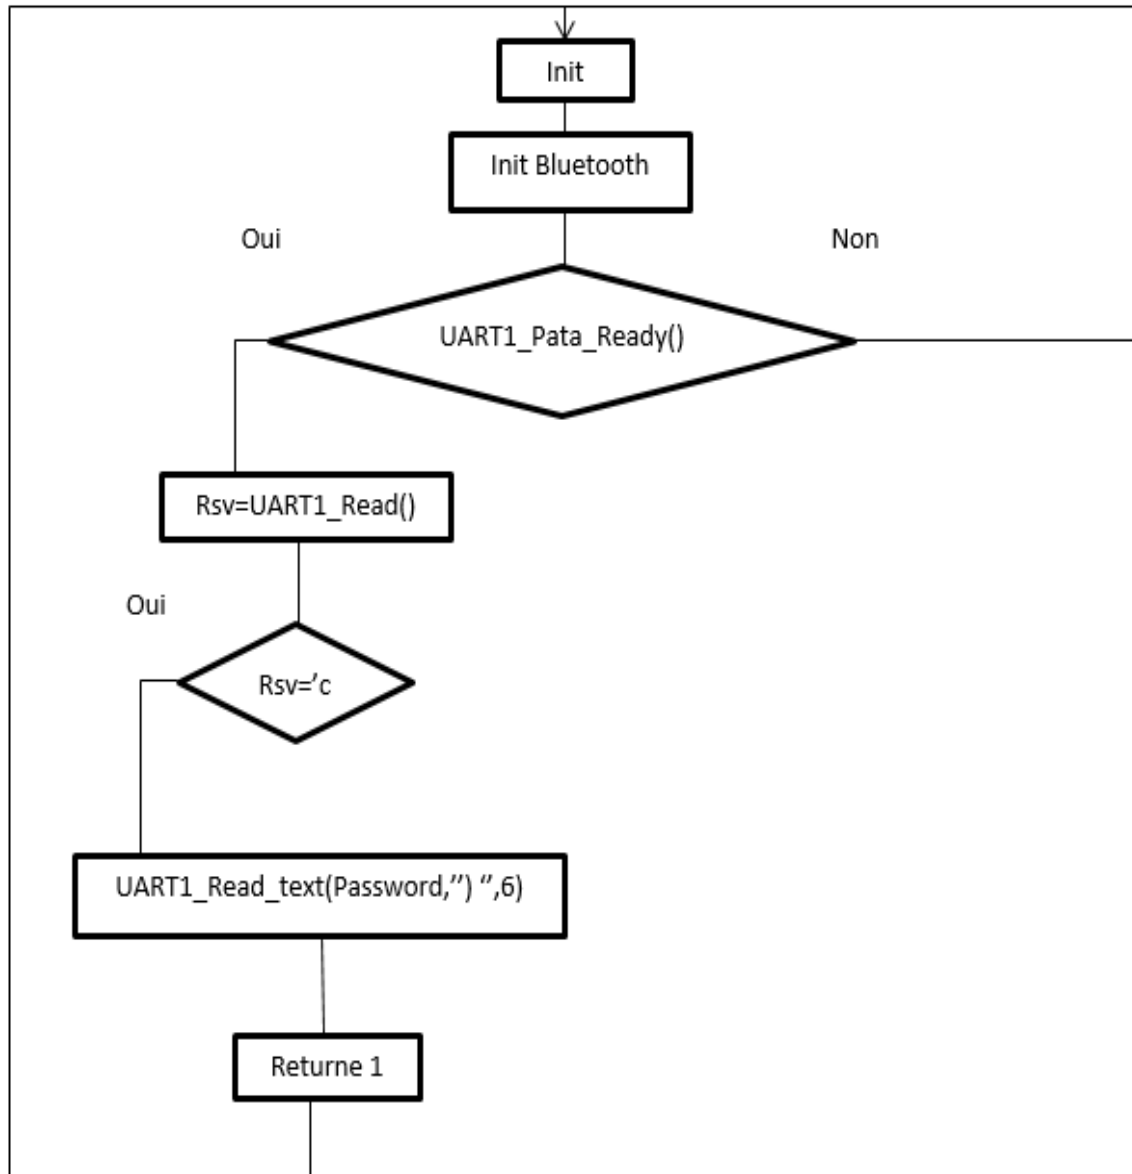 Init
Init Bluetooth
Oui
Non
UART1_Pata_Ready()
Rsv=UART1_Read()
Oui
Rsv=’c
UART1_Read_text(Password,’’) ‘’,6)
Returne 1